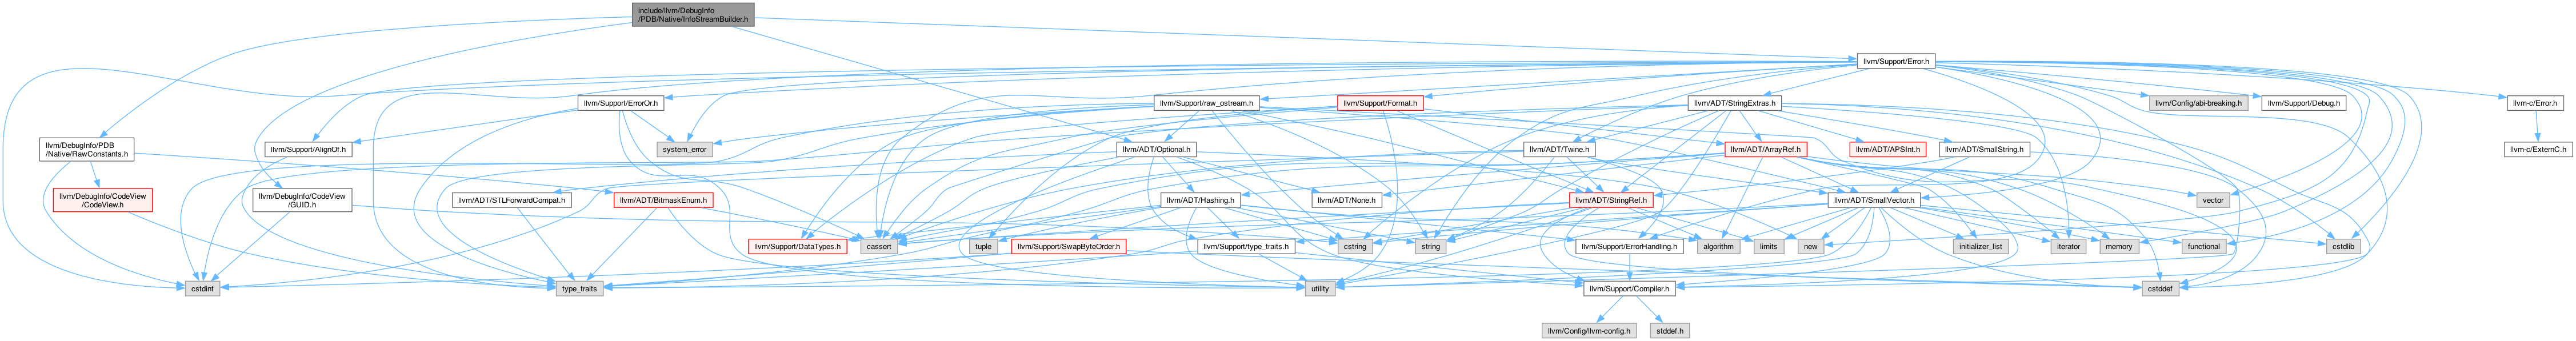 include/llvm/DebugInfo
/PDB/Native/InfoStreamBuilder.h
llvm/Support/Error.h
llvm/Support/ErrorOr.h
llvm/Support/raw_ostream.h
llvm/Support/Format.h
llvm/ADT/StringExtras.h
llvm/Config/abi-breaking.h
llvm/Support/Debug.h
llvm-c/Error.h
llvm/DebugInfo/PDB
/Native/RawConstants.h
llvm/Support/AlignOf.h
system_error
llvm/ADT/Optional.h
llvm/ADT/Twine.h
llvm/ADT/ArrayRef.h
llvm/ADT/APSInt.h
llvm/ADT/SmallString.h
llvm-c/ExternC.h
llvm/DebugInfo/CodeView
/CodeView.h
llvm/DebugInfo/CodeView
/GUID.h
llvm/ADT/STLForwardCompat.h
llvm/ADT/BitmaskEnum.h
llvm/ADT/Hashing.h
llvm/ADT/None.h
llvm/ADT/StringRef.h
llvm/ADT/SmallVector.h
vector
llvm/Support/DataTypes.h
cassert
tuple
llvm/Support/SwapByteOrder.h
llvm/Support/type_traits.h
cstring
string
llvm/Support/ErrorHandling.h
algorithm
limits
new
initializer_list
iterator
memory
functional
cstdlib
cstdint
type_traits
utility
llvm/Support/Compiler.h
cstddef
llvm/Config/llvm-config.h
stddef.h